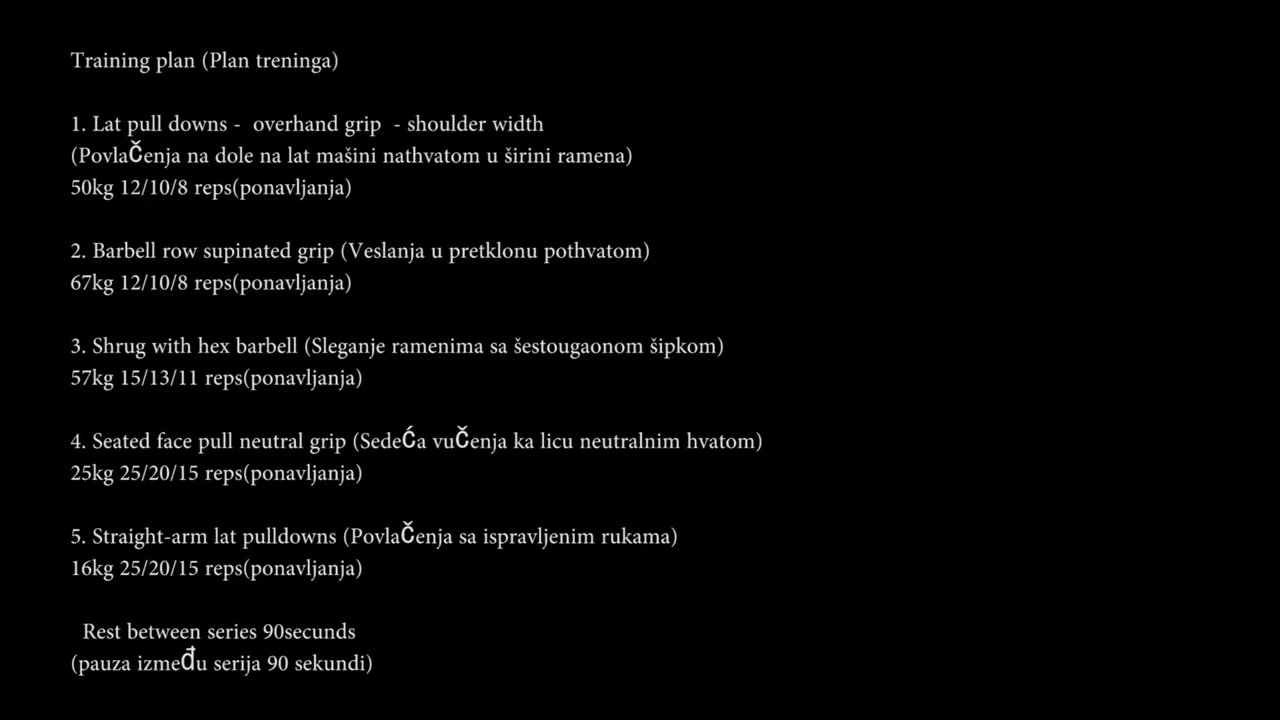 Training plan (Plan treninga)
1. Lat pull downs -  overhand grip  - shoulder width
(Povlačenja na dole na lat mašini nathvatom u širini ramena)
50kg 12/10/8 reps(ponavljanja)
2. Barbell row supinated grip (Veslanja u pretklonu pothvatom)
67kg 12/10/8 reps(ponavljanja)
3. Shrug with hex barbell (Sleganje ramenima sa šestougaonom šipkom)
57kg 15/13/11 reps(ponavljanja)
4. Seated face pull neutral grip (Sedeća vučenja ka licu neutralnim hvatom)
25kg 25/20/15 reps(ponavljanja)
5. Straight-arm lat pulldowns (Povlačenja sa ispravljenim rukama)
16kg 25/20/15 reps(ponavljanja)
Rest between series 90secunds
(pauza između serija 90 sekundi)